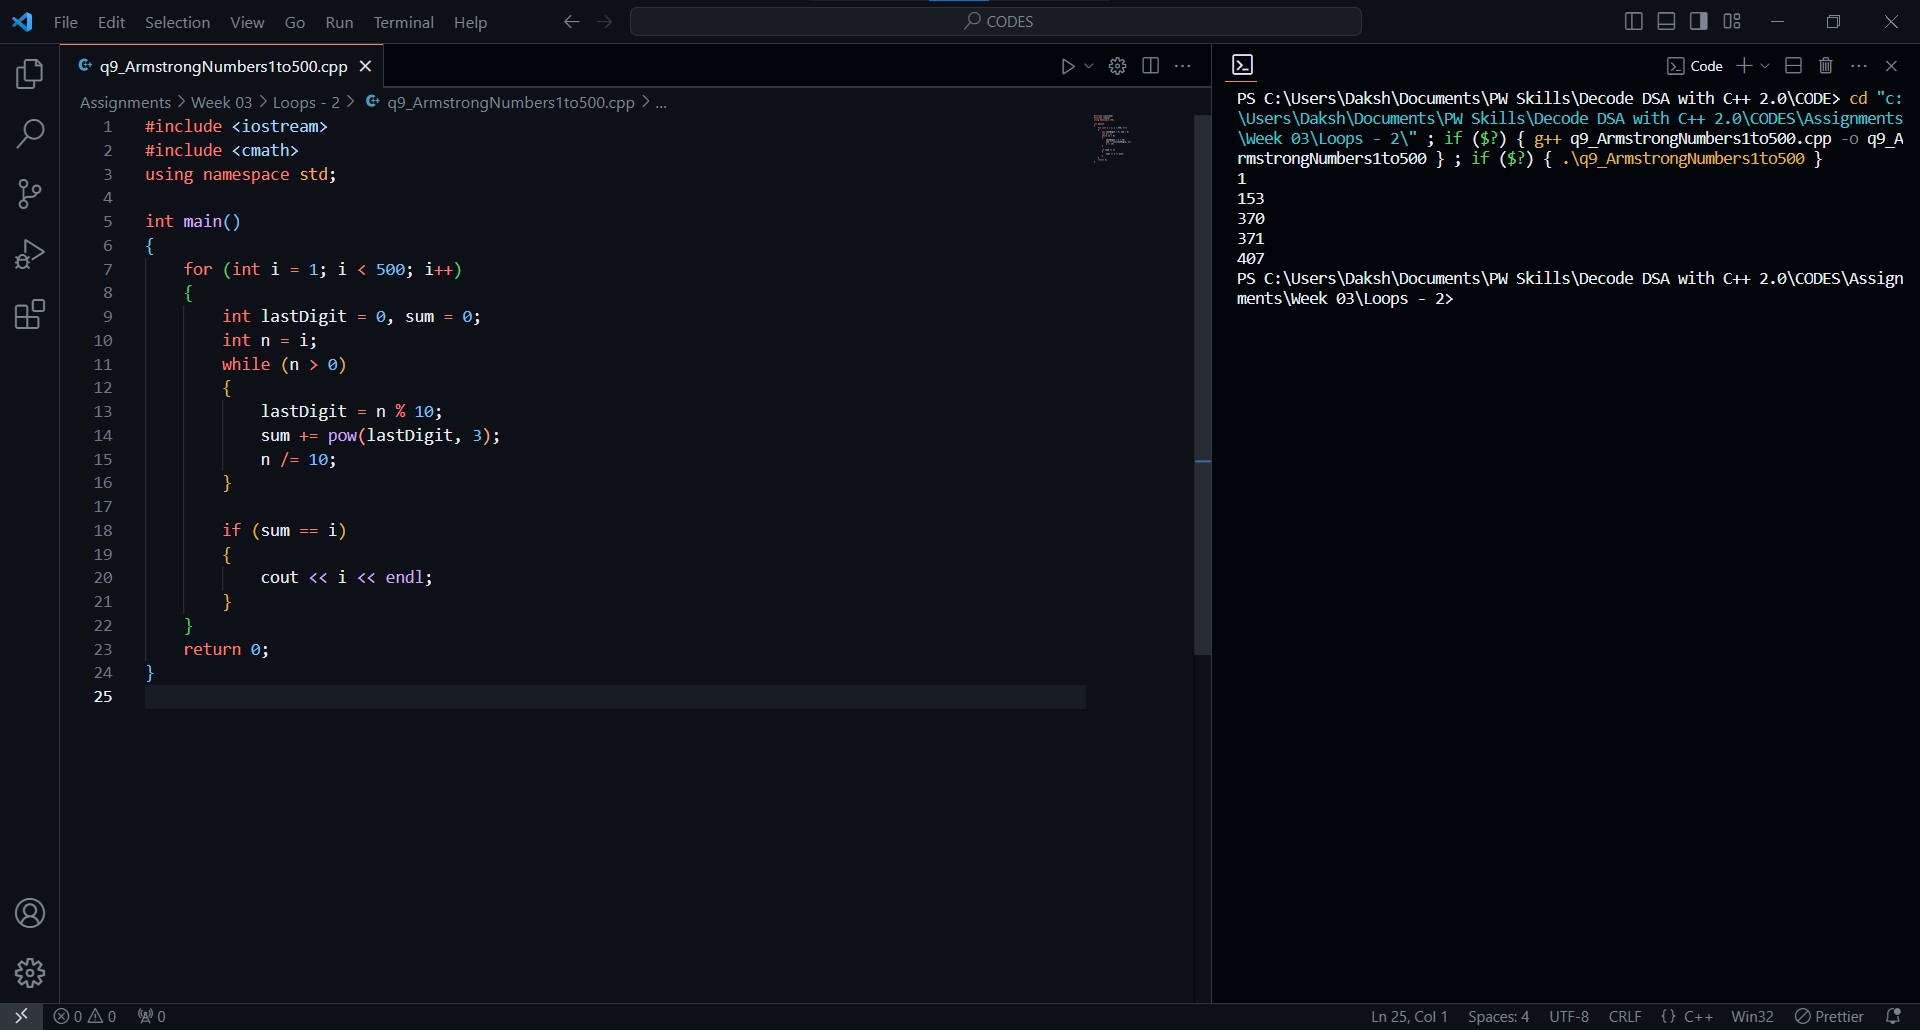 File Edit Selection View Go Run Terminal Help
CODES
q9_ArmstrongNumbers1to500.cpp
Assignments > Week 03 > Loops - 2 > q9_ArmstrongNumbers1to500.cpp > ...
1 #include <iostream>
2 #include <cmath>
3 using namespace std;
4
5 int main()
6 {
7 for (int i = 1; i < 500; i++)
8 {
9 int lastDigit = 0, sum = 0;
10 int n = i;
11 while (n > 0)
12 {
13 lastDigit = n % 10;
14 sum += pow(lastDigit, 3);
15 n /= 10;
16 }
17
18 if (sum == i)
19 {
20 cout << i << endl;
21 }
22 }
23 return 0;
24 }
25
Code
PS C:\Users\Daksh\Documents\PW Skills\Decode DSA with C++ 2.0\CODE> cd "c:
\Users\Daksh\Documents\PW Skills\Decode DSA with C++ 2.0\CODES\Assignments
\Week 03\Loops - 2\" ; if ($?) { g++ q9_ArmstrongNumbers1to500.cpp -o q9_A
rmstrongNumbers1to500 } ; if ($?) { .\q9_ArmstrongNumbers1to500 }
1
153
370
371
407
PS C:\Users\Daksh\Documents\PW Skills\Decode DSA with C++ 2.0\CODES\Assign
ments\Week 03\Loops - 2>
0 0 0
Ln 25, Col 1 Spaces: 4 UTF-8 CRLF {} C++ Win32 Prettier